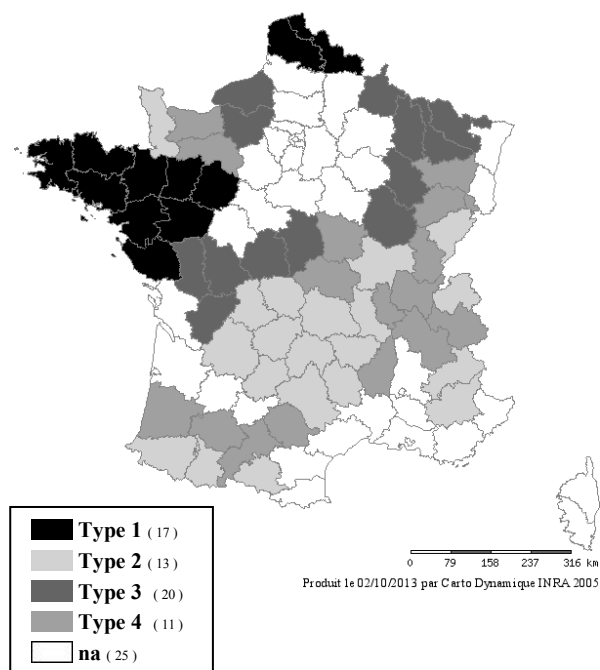 0 79 158 237 316 km
Produit le 02/10/2013 par Carto Dynamique INRA 2005
Type 1 ( 17 )
Type 2 ( 13 )
Type 3 ( 20 )
Type 4 ( 11 )
na ( 25 )